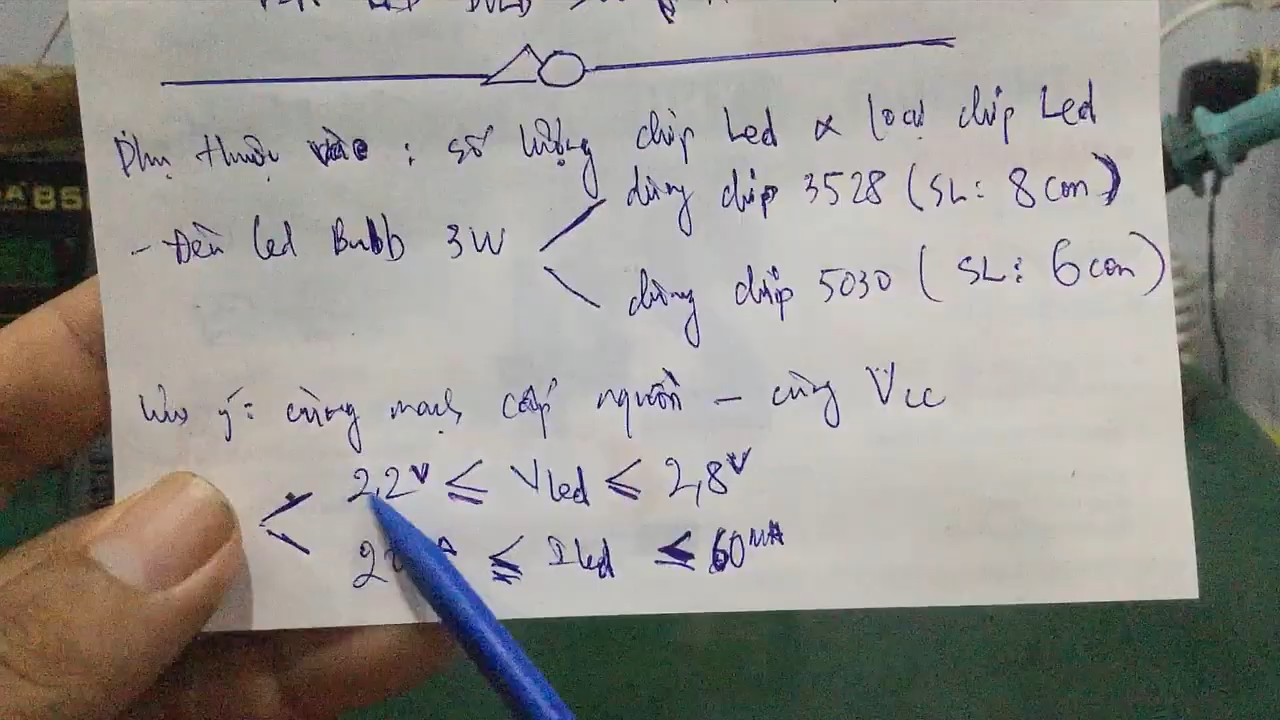 Phụ thuộc vào : số lượng chip Led & loại chip Led
- Đèn led Bulb 3W
dùng chip 3528 (SL: 8 con)
dùng chip 5030 ( SL: 6 con)
Lưu ý: cùng mạch cấp nguồn - cùng Vcc
2,2V ≤ Vled ≤ 2,8V
≤ Iled ≤ 60mA